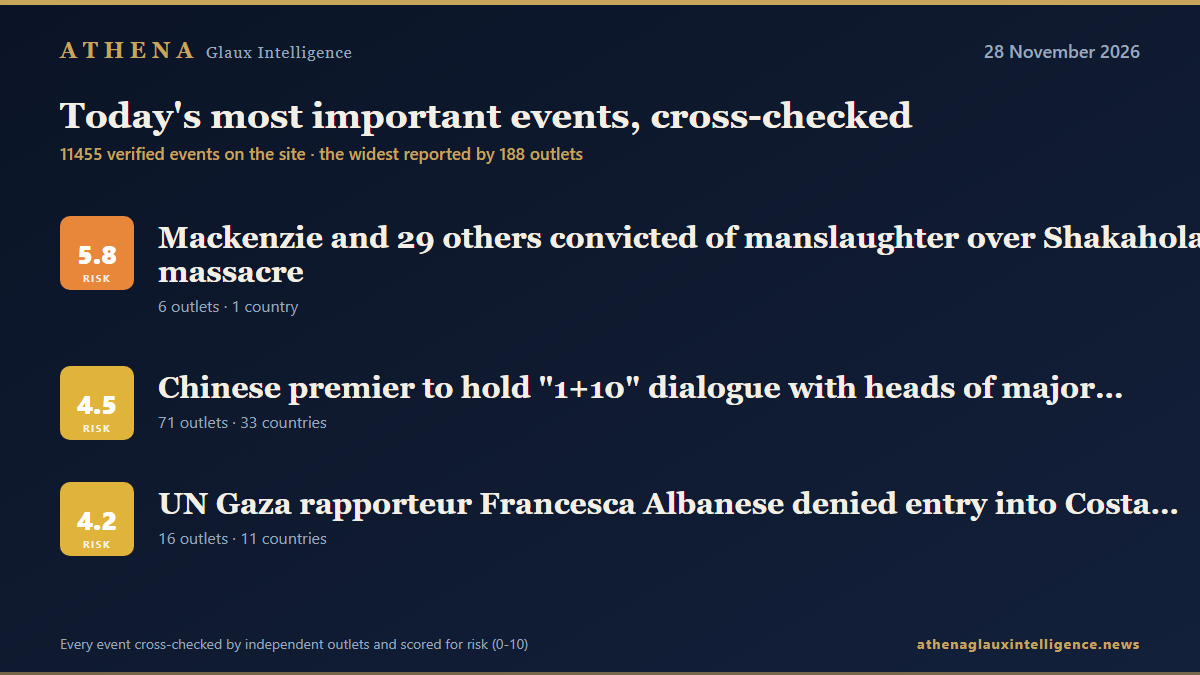 ATHENA Glaux Intelligence
28 November 2026
Today's most important events, cross-checked
11455 verified events on the site · the widest reported by 188 outlets
5.8
RISK
Mackenzie and 29 others convicted of manslaughter over Shakahola
massacre
6 outlets · 1 country
4.5
RISK
Chinese premier to hold "1+10" dialogue with heads of major...
71 outlets · 33 countries
4.2
RISK
UN Gaza rapporteur Francesca Albanese denied entry into Costa...
16 outlets · 11 countries
Every event cross-checked by independent outlets and scored for risk (0-10)
athenaglauxintelligence.news